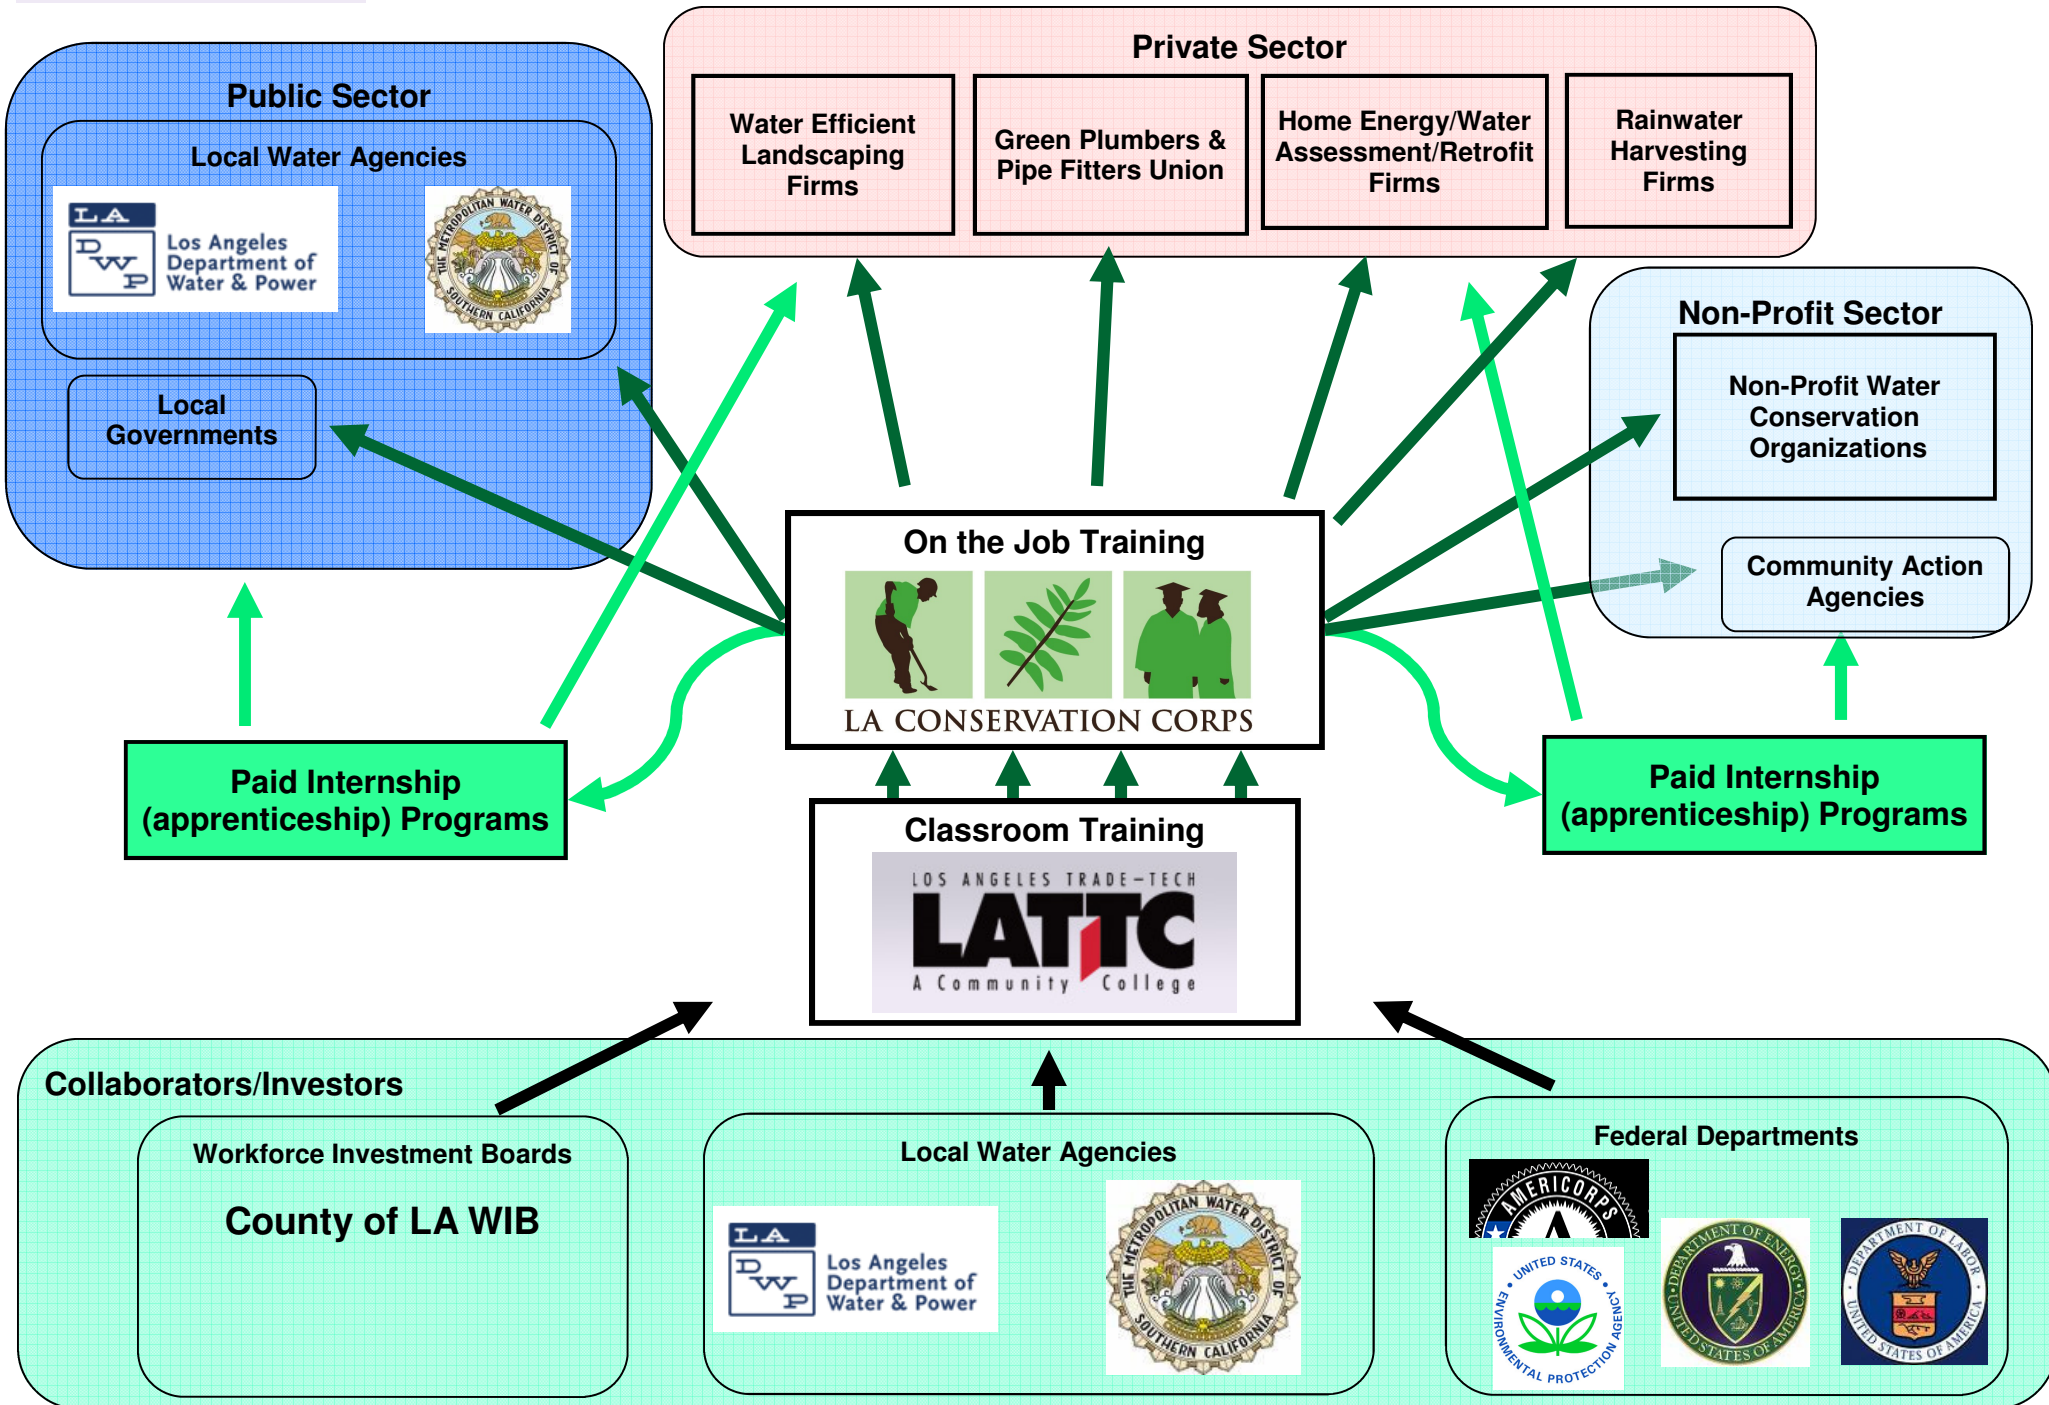 Private Sector
Water Efficient
Landscaping
Firms
Green Plumbers &
Pipe Fitters Union
Home Energy/Water
Assessment/Retrofit
Firms
Rainwater
Harvesting
Firms
Public Sector
Local Water Agencies
LA
DWP
Los Angeles
Department of
Water & Power
THE METROPOLITAN WATER DISTRICT OF SOUTHERN CALIFORNIA
Local
Governments
Non-Profit Sector
Non-Profit Water
Conservation
Organizations
Community Action
Agencies
On the Job Training
LA CONSERVATION CORPS
Paid Internship
(apprenticeship) Programs
Paid Internship
(apprenticeship) Programs
Classroom Training
LOS ANGELES TRADE-TECH
LATTC
A Community College
Collaborators/Investors
Workforce Investment Boards
County of LA WIB
Local Water Agencies
LA
DWP
Los Angeles
Department of
Water & Power
THE METROPOLITAN WATER DISTRICT OF SOUTHERN CALIFORNIA
Federal Departments
AMERICORPS
A
UNITED STATES • ENVIRONMENTAL PROTECTION AGENCY •
DEPARTMENT OF ENERGY • UNITED STATES OF AMERICA •
DEPARTMENT OF LABOR • UNITED STATES OF AMERICA •